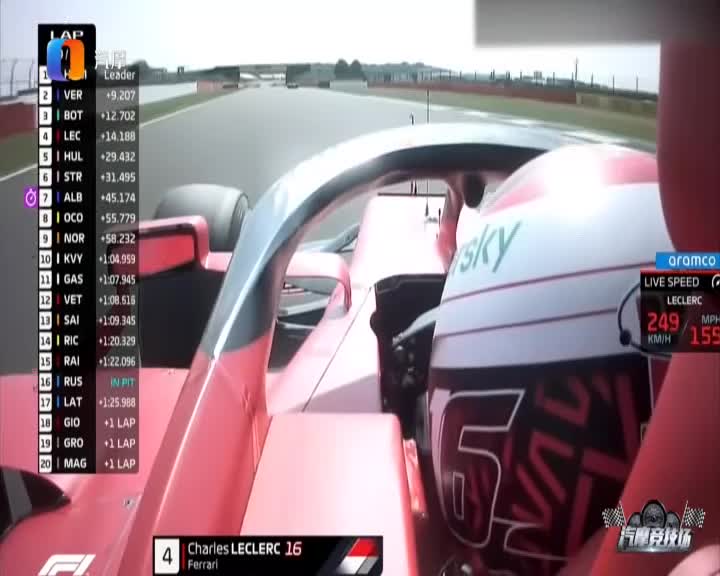 LAP
汽摩
1 Leader
2 VER +9.207
3 BOT +12.702
4 LEC +14.188
5 HUL +29.432
6 STR +31.495
7 ALB +45.174
8 OCO +55.779
9 NOR +58.232
10 KVY +1:04.959
11 GAS +1:07.945
12 VET +1:08.516
13 SAI +1:09.345
14 RIC +1:20.329
15 RAI +1:22.096
16 RUS IN PIT
17 LAT +1:25.988
18 GIO +1 LAP
19 GRO +1 LAP
20 MAG +1 LAP
rsky
16
aramco
LIVE SPEED
LECLERC
249 MPH
KM/H 155
汽摩竞技场
4 Charles LECLERC 16
Ferrari
F1